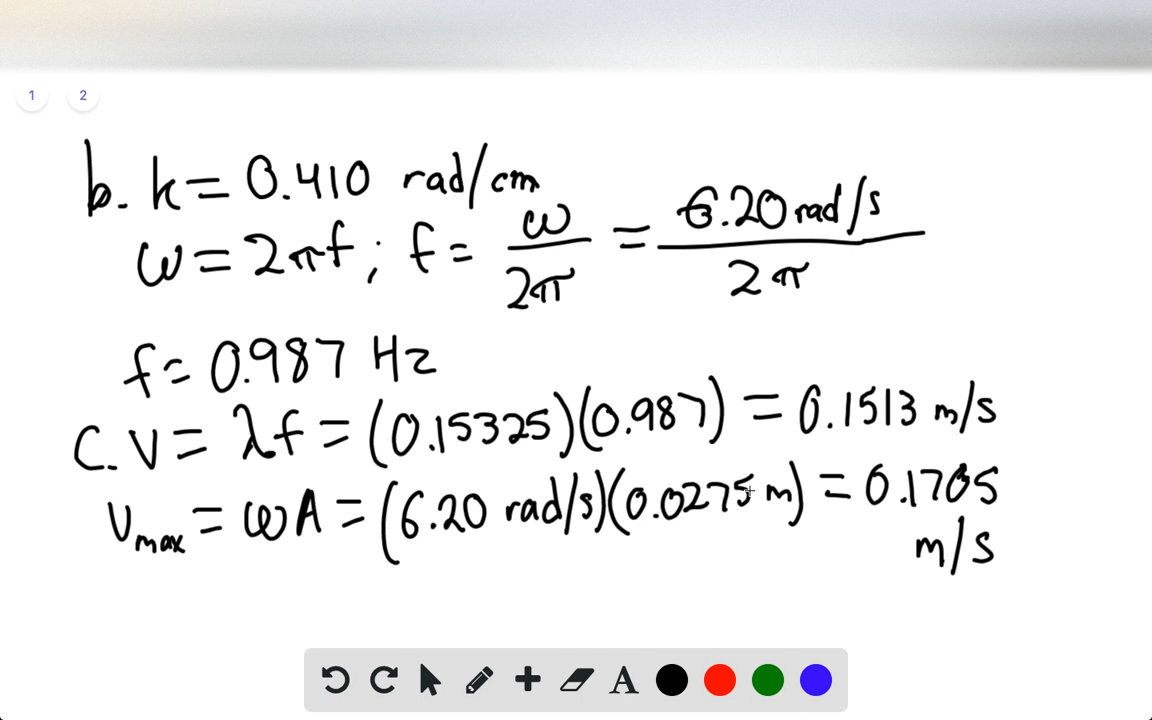 1 2
b. k = 0.410 rad/cm
ω = 2πf ; f = ω/2π = 6.20 rad/s / 2π
f = 0.987 Hz
c. v = λf = (0.15325)(0.987) = 0.1513 m/s
vmax = ωA = (6.20 rad/s)(0.0275 m) = 0.1705
m/s
A